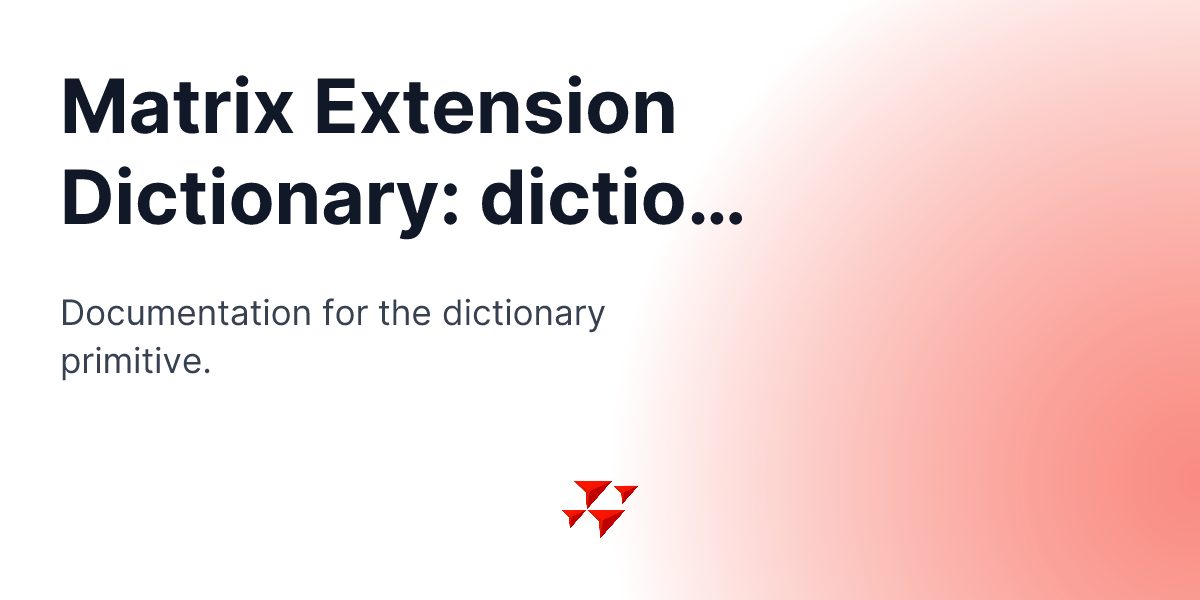 Matrix Extension
Dictionary: dictio...
Documentation for the dictionary
primitive.